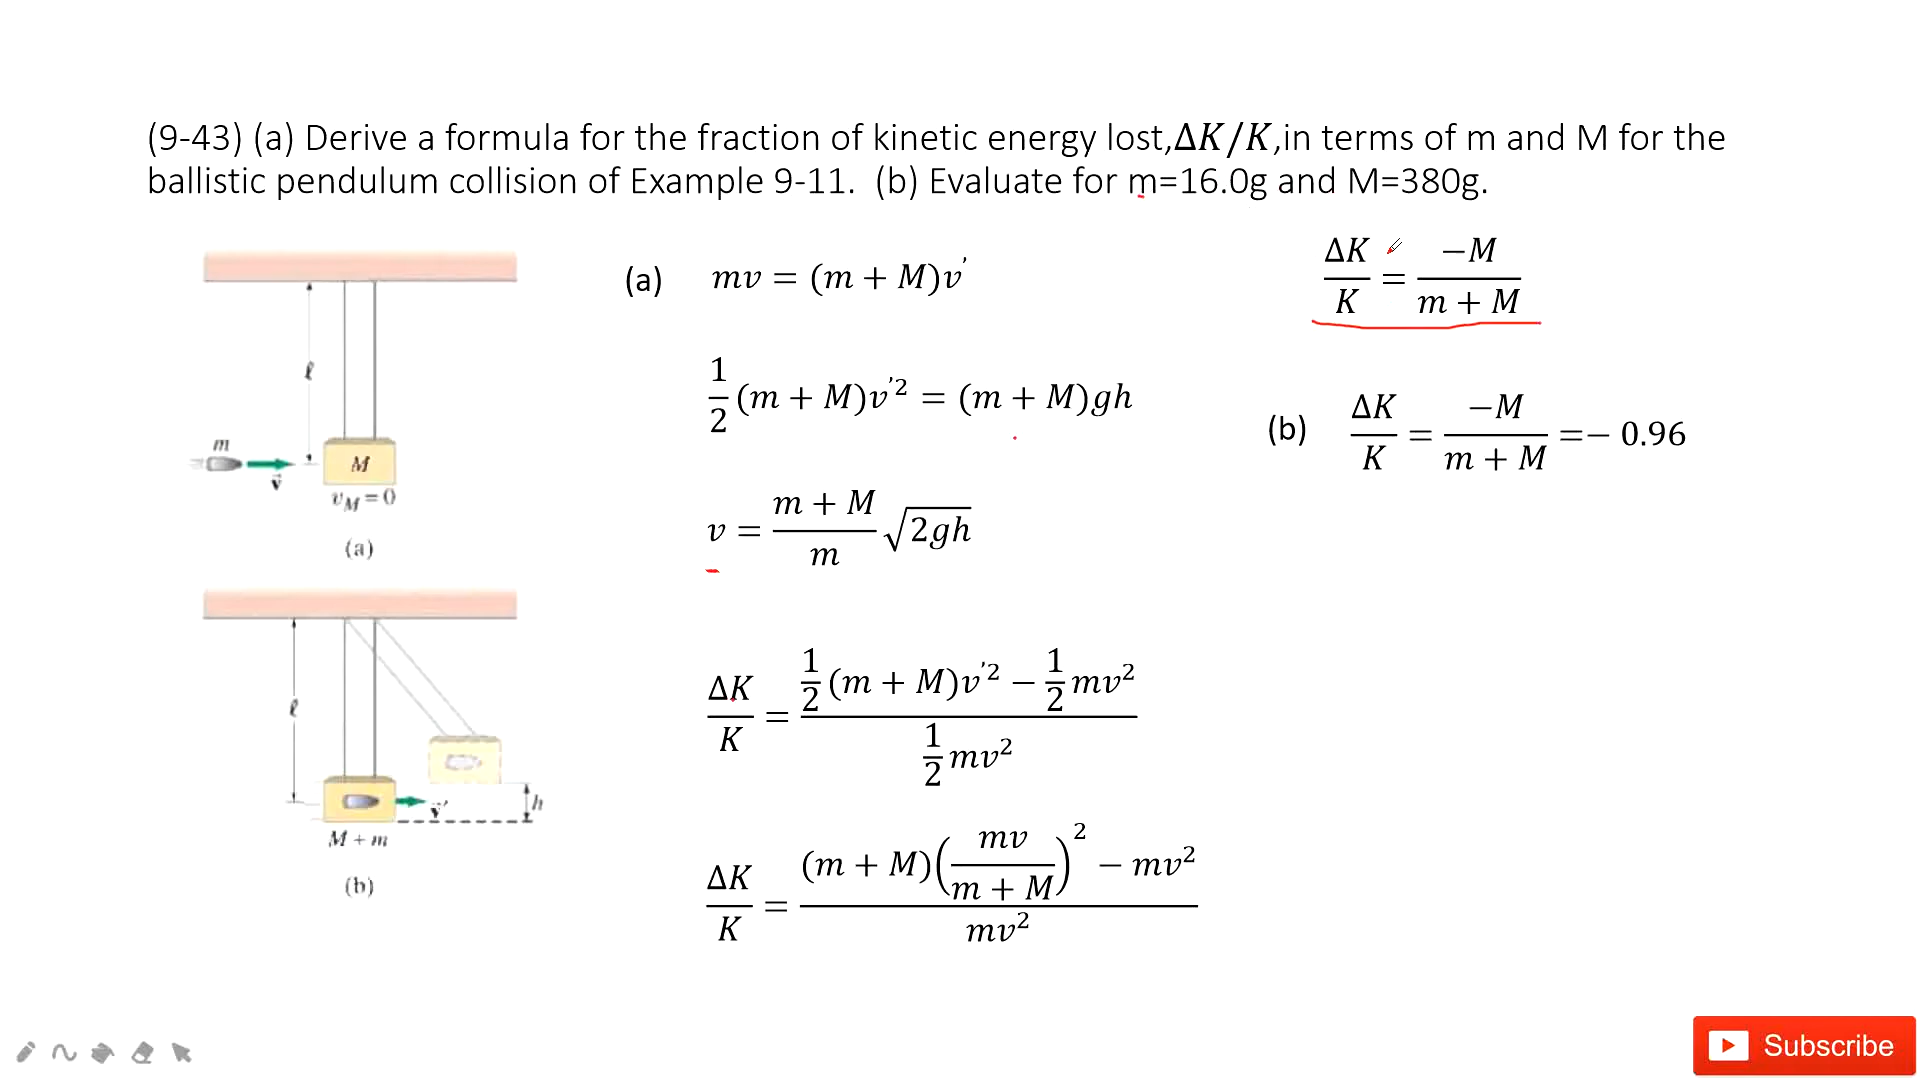 (9-43) (a) Derive a formula for the fraction of kinetic energy lost,ΔK/K,in terms of m and M for the
ballistic pendulum collision of Example 9-11. (b) Evaluate for m=16.0g and M=380g.
ℓ
m
v⃗
M
v_M = 0
(a)
ℓ
v⃗′
h
M + m
(b)
(a) mv = (m + M)v'
1/2 (m + M)v'² = (m + M)gh
v = (m + M)/m √(2gh)
ΔK/K = (1/2 (m + M)v'² − 1/2 mv²)/(1/2 mv²)
ΔK/K = ((m + M)(mv/(m + M))² − mv²)/(mv²)
ΔK/K = −M/(m + M)
(b) ΔK/K = −M/(m + M) =− 0.96
Subscribe